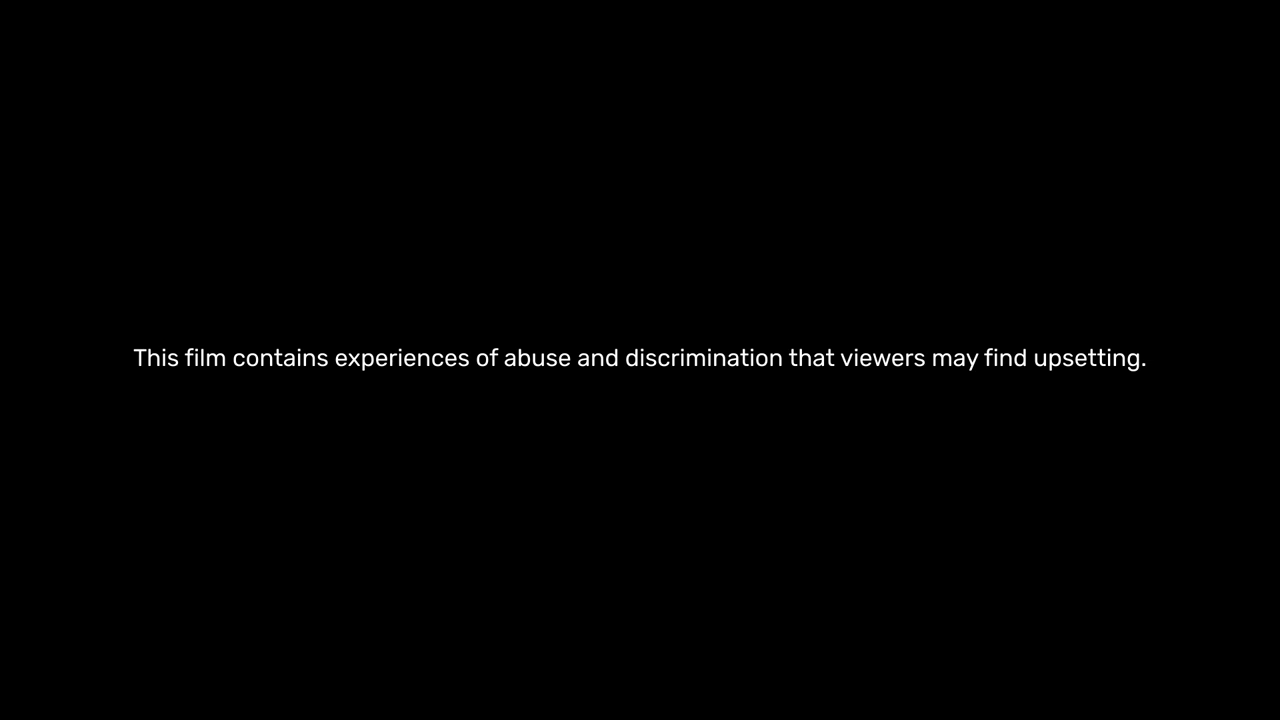 This film contains experiences of abuse and discrimination that viewers may find upsetting.